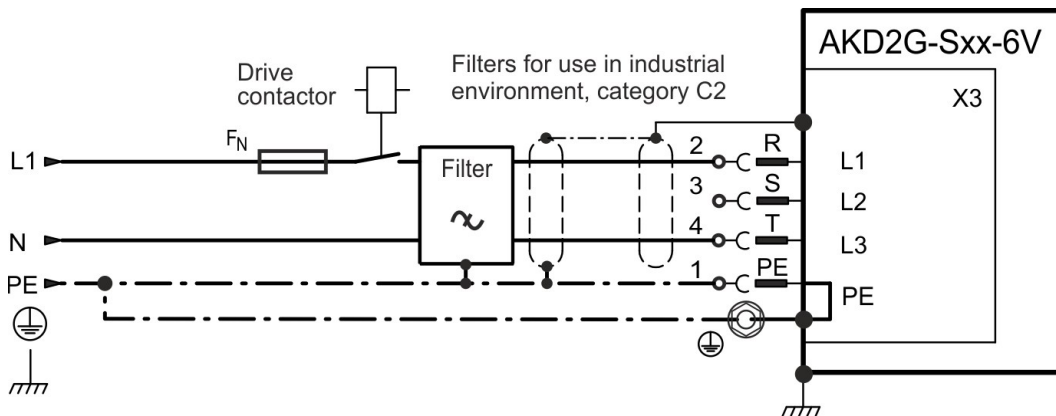 AKD2G-Sxx-6V
X3
Drive
contactor
Filters for use in industrial
environment, category C2
FN
L1
Filter
2
R
L1
3
S
L2
N
4
T
L3
PE
1
PE
PE